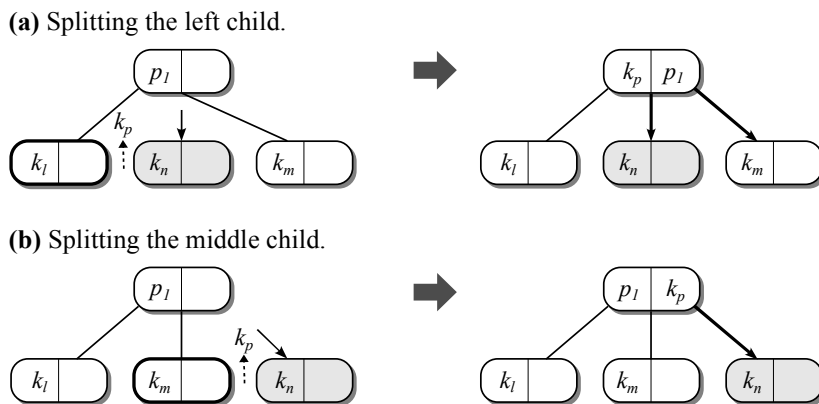 (a) Splitting the left child.
p1 kp p1
kp
kl kn km kl kn km
(b) Splitting the middle child.
p1 p1 kp
kp
kl km kn kl km kn